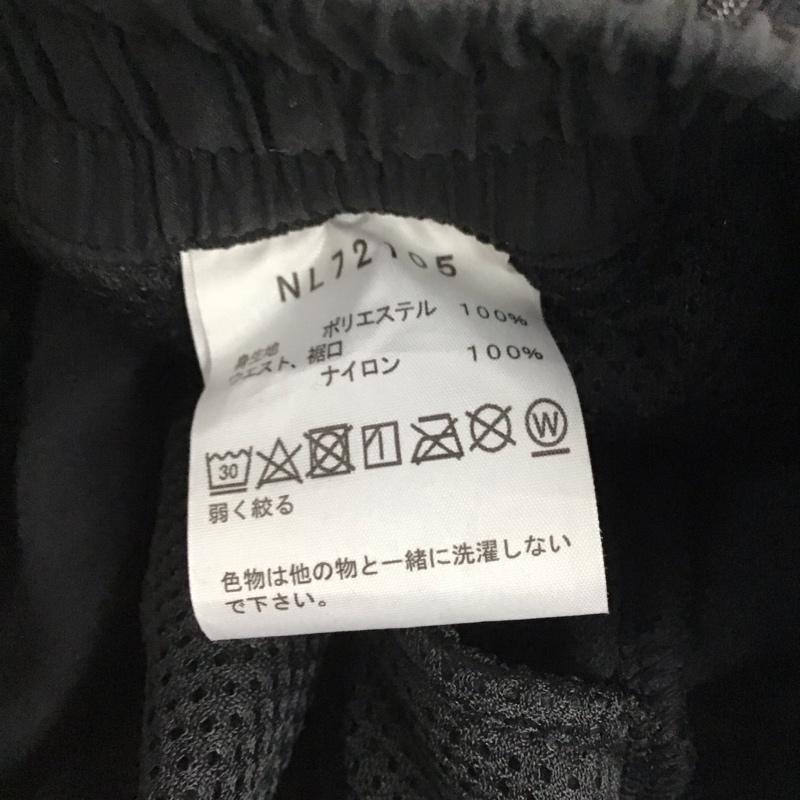 NL72105
身生地 ポリエステル 100%
ウエスト、裾口 ナイロン 100%
30
W
弱く絞る
色物は他の物と一緒に洗濯しない
で下さい。